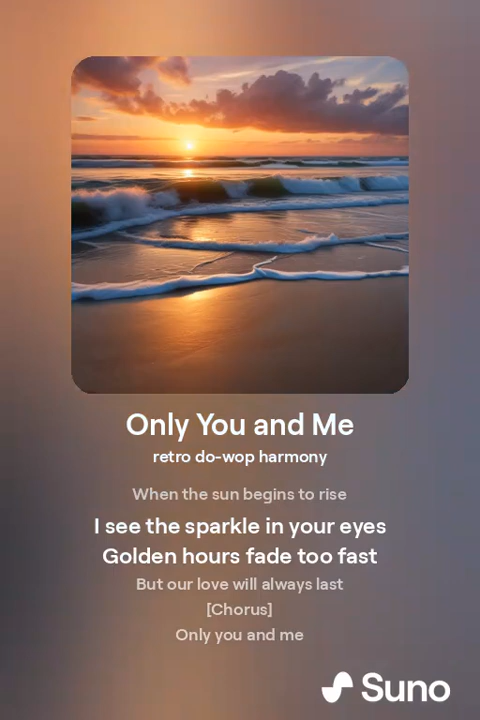 Only You and Me
retro do-wop harmony
When the sun begins to rise
I see the sparkle in your eyes
Golden hours fade too fast
But our love will always last
[Chorus]
Only you and me
Suno